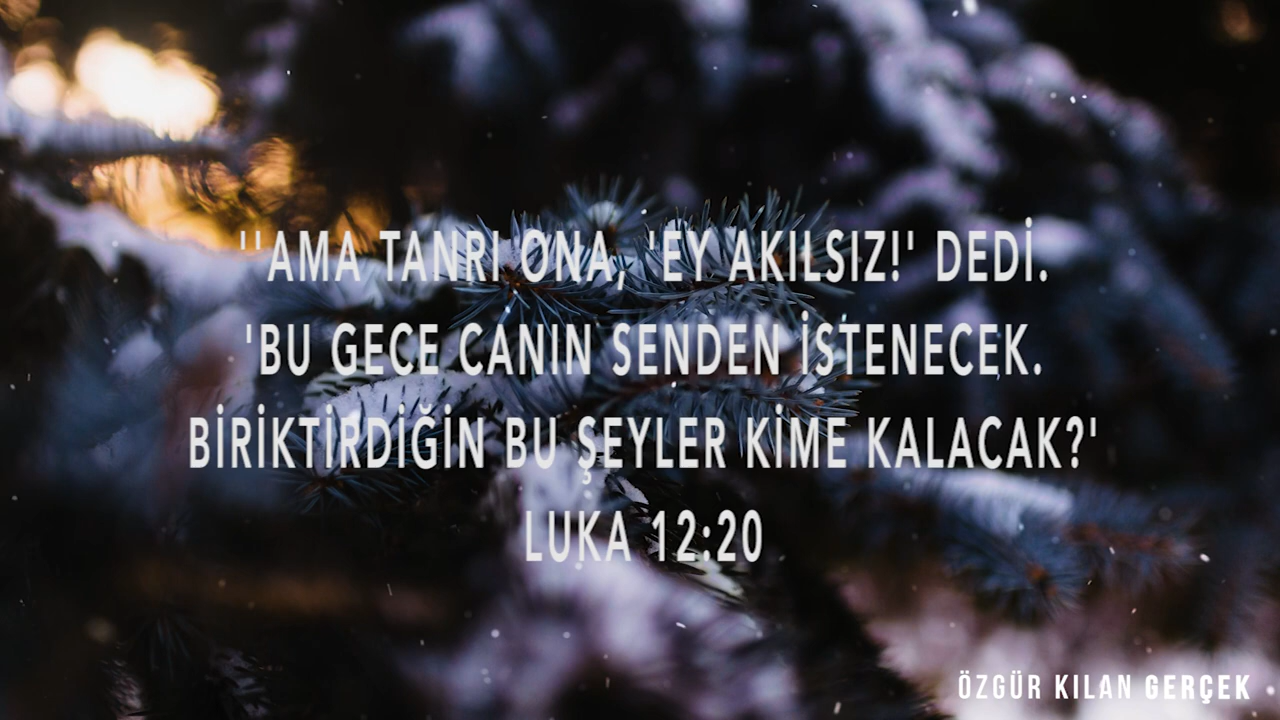 ''AMA TANRI ONA, 'EY AKILSIZ!' DEDİ.
'BU GECE CANIN SENDEN İSTENECEK.
BİRİKTİRDİĞİN BU ŞEYLER KİME KALACAK?'
LUKA 12:20
ÖZGÜR KILAN GERÇEK